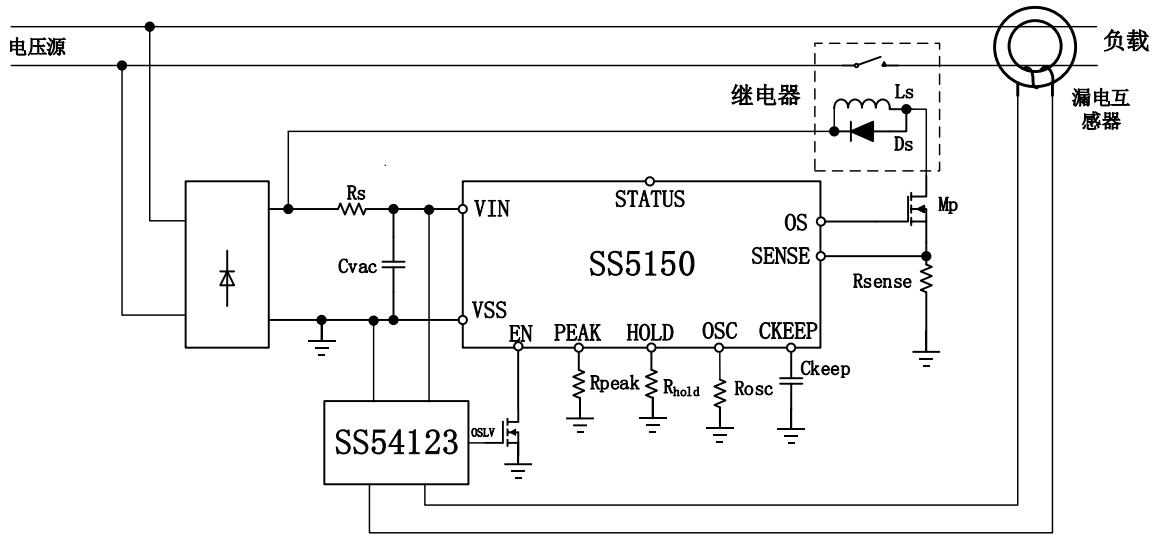 电压源
负载
继电器
Ls
漏电互
感器
Ds
Rs
STATUS
VIN
OS
Mp
SS5150
SENSE
Cvac
Rsense
VSS
EN
PEAK
HOLD
OSC
CKEEP
Rpeak
Rhold
Rosc
Ckeep
SS54123
OSLV